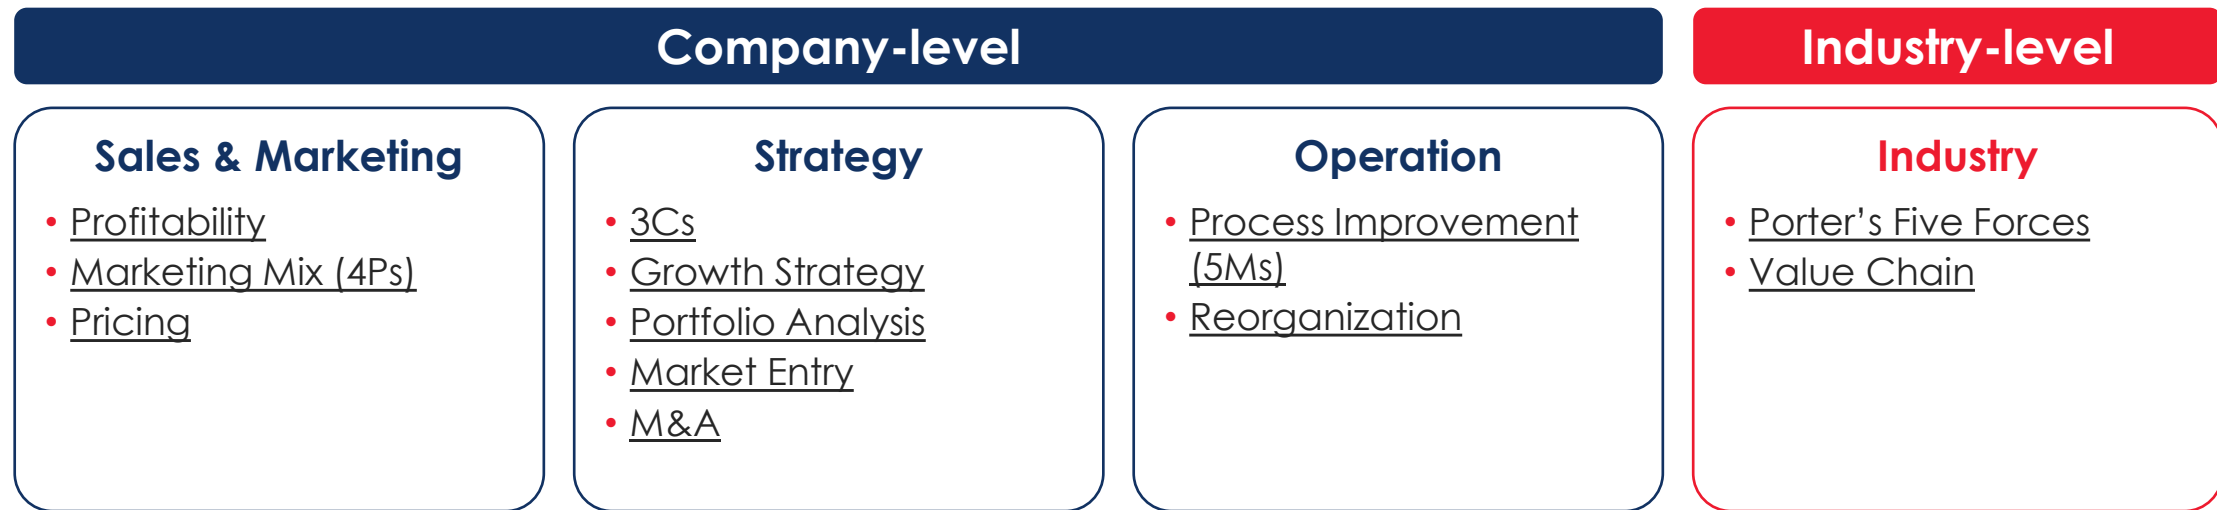 Company-level
Industry-level
Sales & Marketing
• Profitability
• Marketing Mix (4Ps)
• Pricing
Strategy
• 3Cs
• Growth Strategy
• Portfolio Analysis
• Market Entry
• M&A
Operation
• Process Improvement
(5Ms)
• Reorganization
Industry
• Porter’s Five Forces
• Value Chain